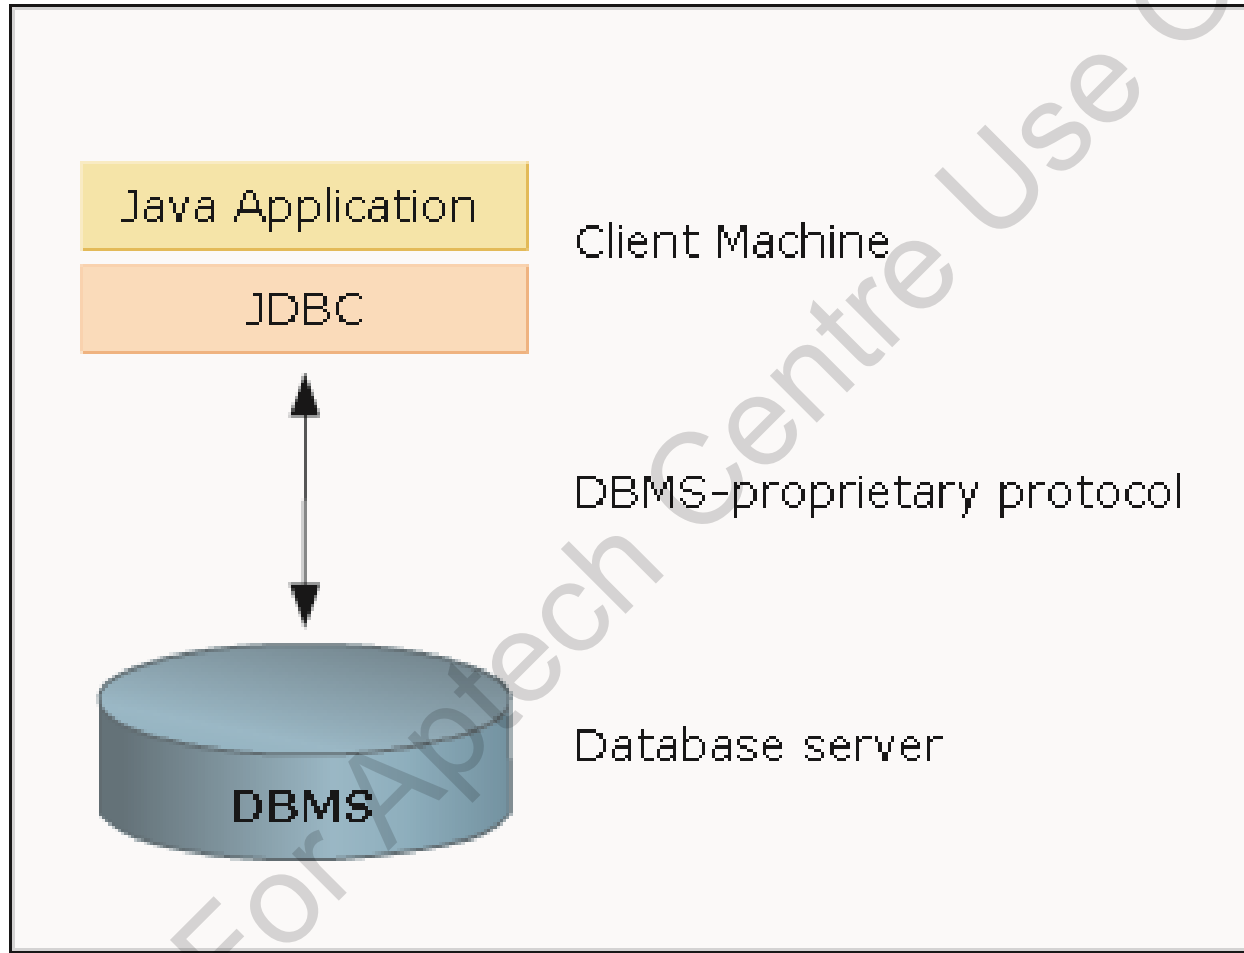 Java Application
Client Machine
JDBC
DBMS-proprietary protocol
Database server
DBMS
For Aptech Centre Use